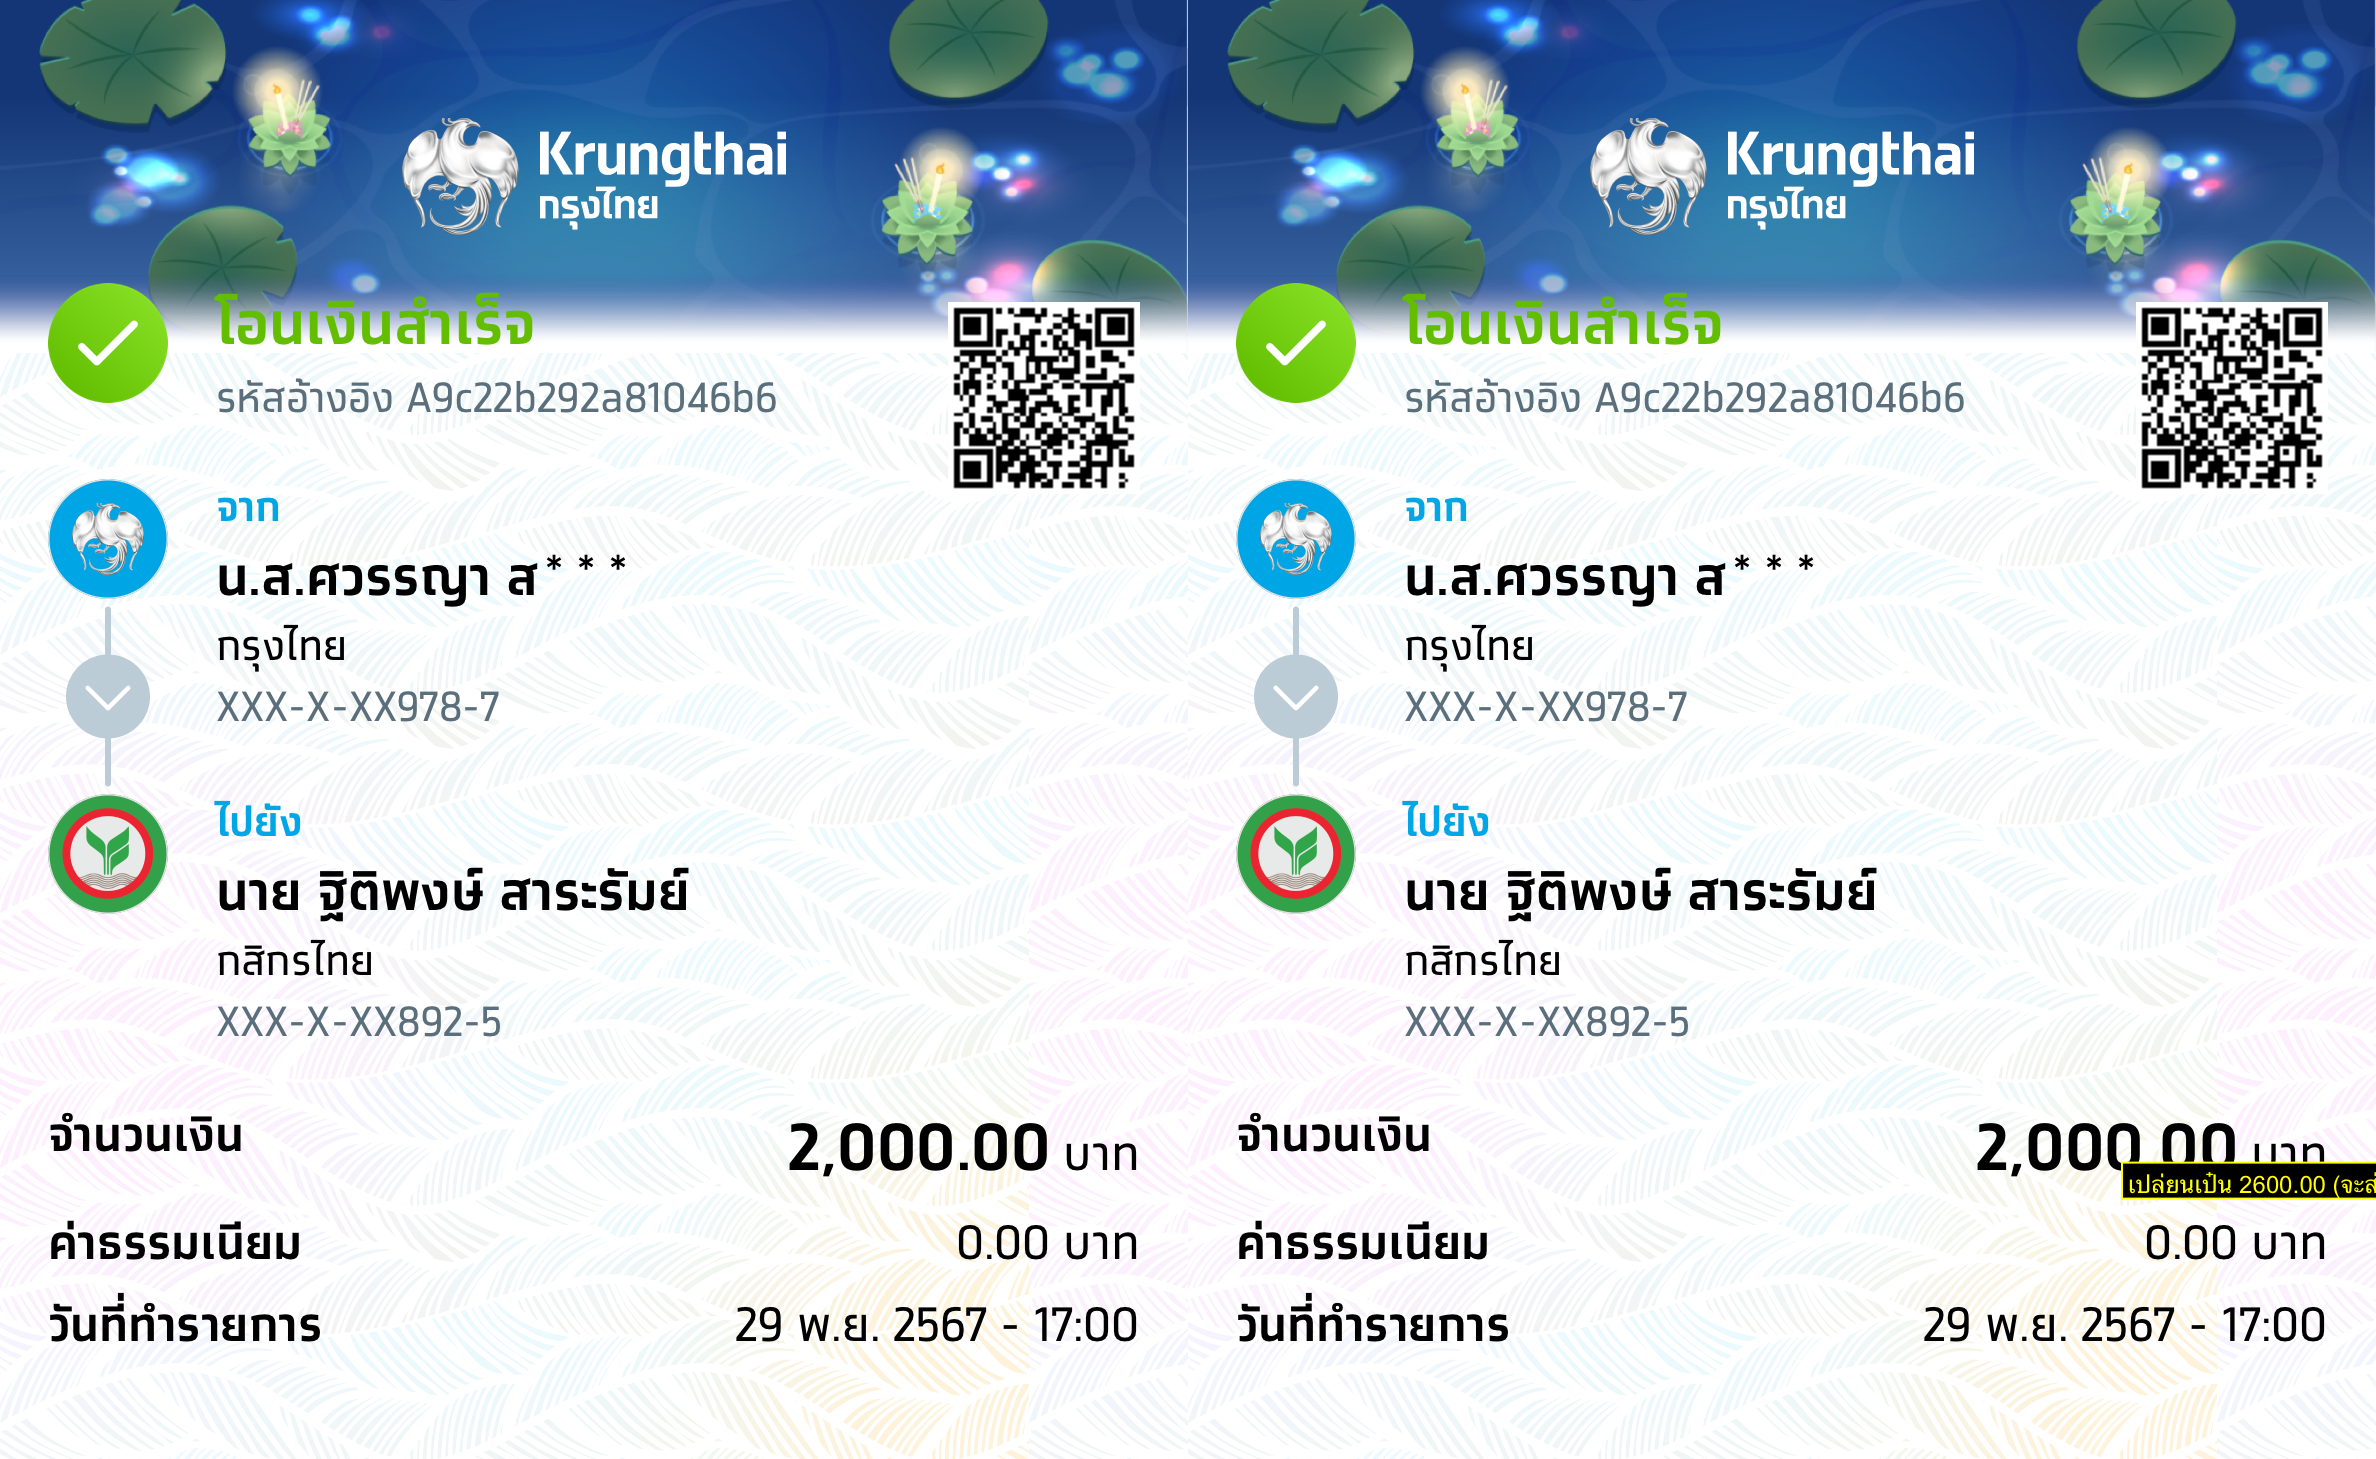 Krungthai
กรุงไทย
โอนเงินสำเร็จ
รหัสอ้างอิง A9c22b292a81046b6
จาก
น.ส.ศวรรญา ส***
กรุงไทย
XXX-X-XX978-7
ไปยัง
นาย ฐิติพงษ์ สาระรัมย์
กสิกรไทย
XXX-X-XX892-5
จำนวนเงิน 2,000.00 บาท
ค่าธรรมเนียม 0.00 บาท
วันที่ทำรายการ 29 พ.ย. 2567 - 17:00
Krungthai
กรุงไทย
โอนเงินสำเร็จ
รหัสอ้างอิง A9c22b292a81046b6
จาก
น.ส.ศวรรญา ส***
กรุงไทย
XXX-X-XX978-7
ไปยัง
นาย ฐิติพงษ์ สาระรัมย์
กสิกรไทย
XXX-X-XX892-5
จำนวนเงิน 2,000.00 บาท
เปลี่ยนเป็น 2600.00 (จะส่
ค่าธรรมเนียม 0.00 บาท
วันที่ทำรายการ 29 พ.ย. 2567 - 17:00